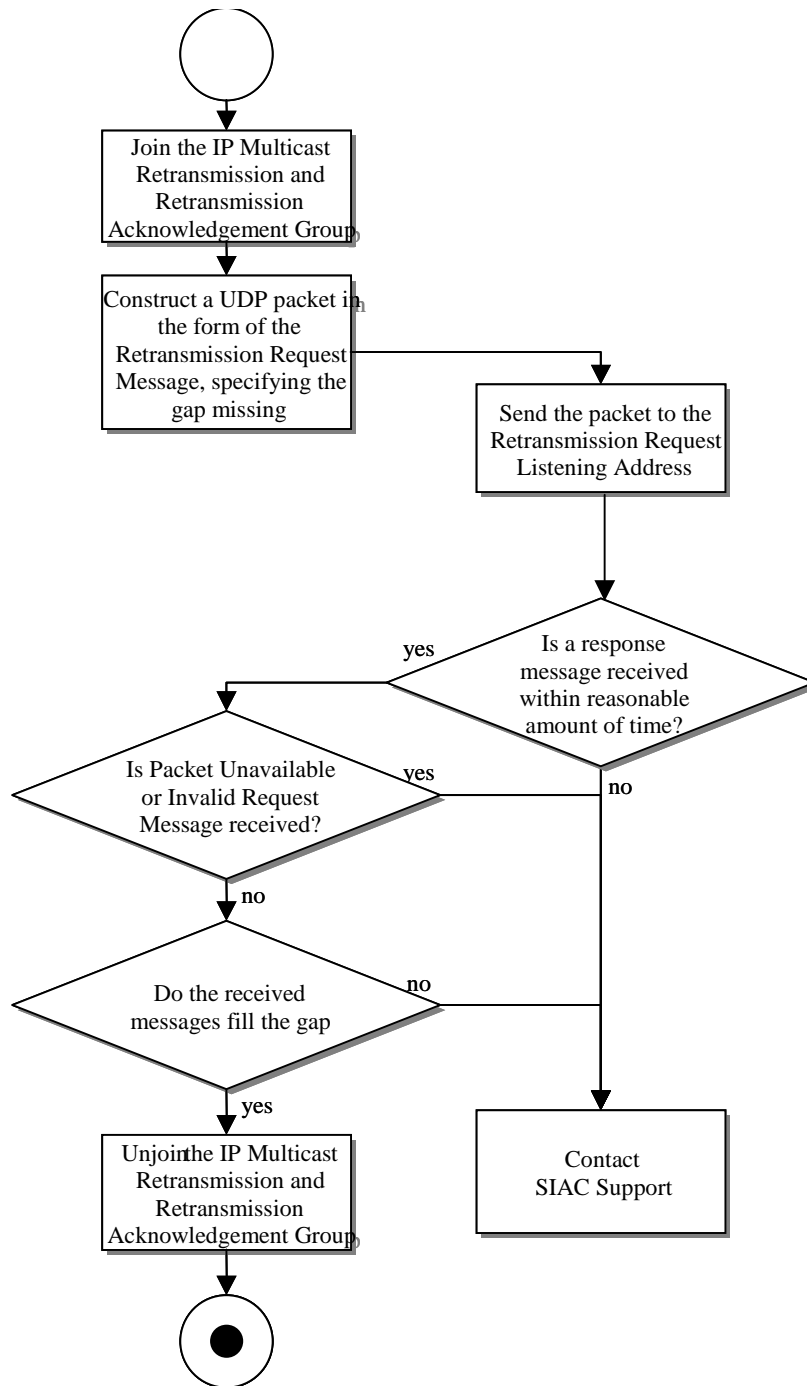 Join the IP Multicast
Retransmission and
Retransmission
Acknowledgement Group
Construct a UDP packet in
the form of the
Retransmission Request
Message, specifying the
gap missing
Send the packet to the
Retransmission Request
Listening Address
Is a response
message received
within reasonable
amount of time?
yes
no
Is Packet Unavailable
or Invalid Request
Message received?
yes
no
Do the received
messages fill the gap
no
yes
Unjoin the IP Multicast
Retransmission and
Retransmission
Acknowledgement Group
Contact
SIAC Support